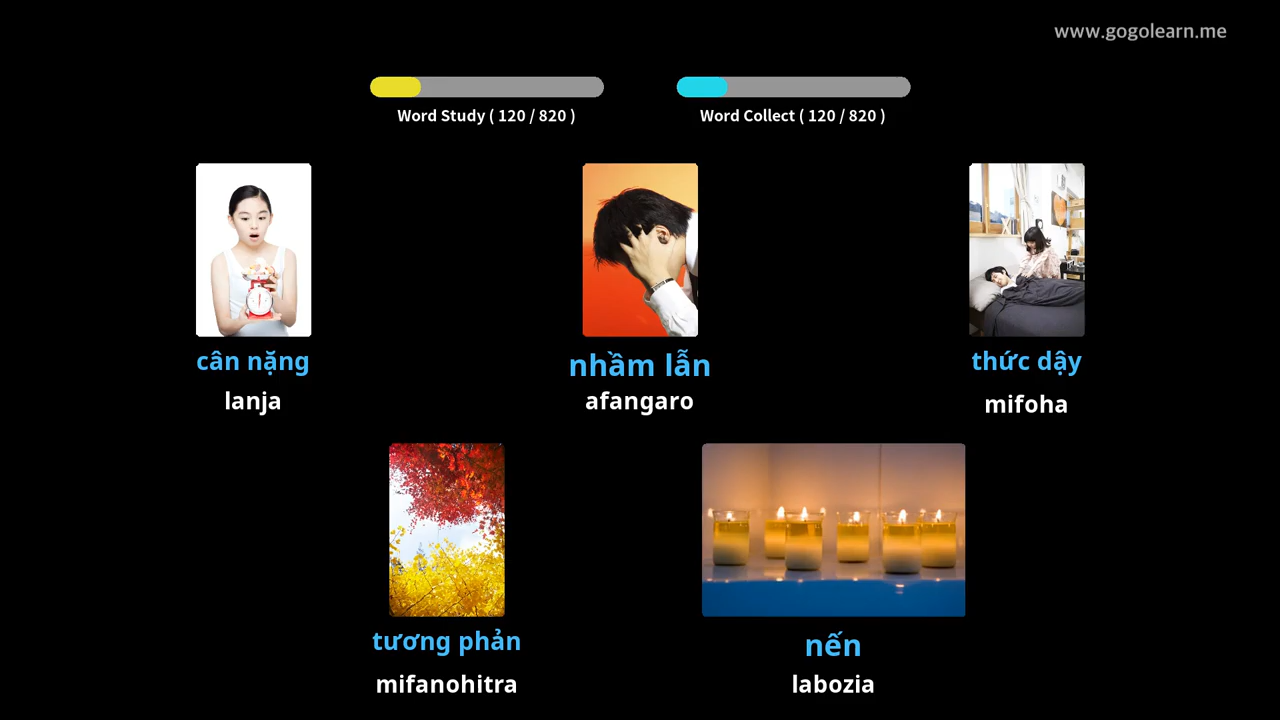 www.gogolearn.me
Word Study ( 120 / 820 )
Word Collect ( 120 / 820 )
cân nặng
lanja
nhầm lẫn
afangaro
thức dậy
mifoha
tương phản
mifanohitra
nến
labozia